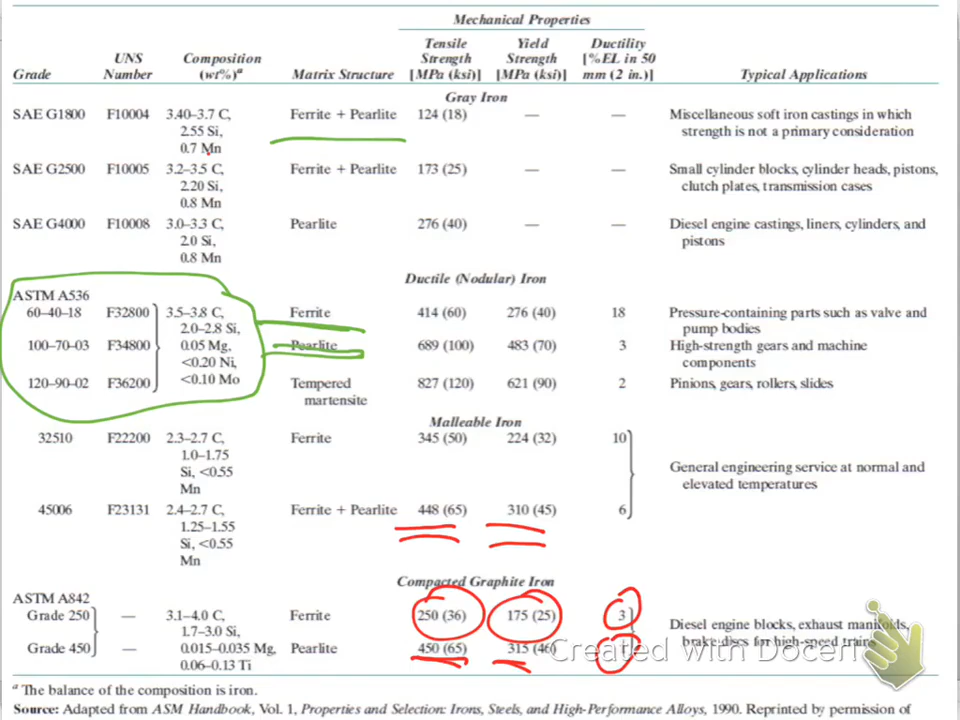 Mechanical Properties
Tensile Yield Ductility
UNS Composition Strength Strength [%EL in 50
Grade Number (wt%)a Matrix Structure [MPa (ksi)] [MPa (ksi)] mm (2 in.)] Typical Applications
Gray Iron
SAE G1800 F10004 3.40–3.7 C, Ferrite + Pearlite 124 (18) — — Miscellaneous soft iron castings in which
2.55 Si, strength is not a primary consideration
0.7 Mn
SAE G2500 F10005 3.2–3.5 C, Ferrite + Pearlite 173 (25) — — Small cylinder blocks, cylinder heads, pistons,
2.20 Si, clutch plates, transmission cases
0.8 Mn
SAE G4000 F10008 3.0–3.3 C, Pearlite 276 (40) — — Diesel engine castings, liners, cylinders, and
2.0 Si, pistons
0.8 Mn
Ductile (Nodular) Iron
ASTM A536
60–40–18 F32800 3.5–3.8 C, Ferrite 414 (60) 276 (40) 18 Pressure-containing parts such as valve and
2.0–2.8 Si, pump bodies
100–70–03 F34800 0.05 Mg, Pearlite 689 (100) 483 (70) 3 High-strength gears and machine
<0.20 Ni, components
120–90–02 F36200 <0.10 Mo Tempered 827 (120) 621 (90) 2 Pinions, gears, rollers, slides
martensite
Malleable Iron
32510 F22200 2.3–2.7 C, Ferrite 345 (50) 224 (32) 10
1.0–1.75 General engineering service at normal and
Si, <0.55 elevated temperatures
Mn
45006 F23131 2.4–2.7 C, Ferrite + Pearlite 448 (65) 310 (45) 6
1.25–1.55
Si, <0.55
Mn
Compacted Graphite Iron
ASTM A842
Grade 250 — 3.1–4.0 C, Ferrite 250 (36) 175 (25) 3 Diesel engine blocks, exhaust manifolds,
1.7–3.0 Si, brake discs for high-speed trains
Grade 450 — 0.015–0.035 Mg, Pearlite 450 (65) 315 (46)
0.06–0.13 Ti
Created with Docer
a The balance of the composition is iron.
Source: Adapted from ASM Handbook, Vol. 1, Properties and Selection: Irons, Steels, and High-Performance Alloys, 1990. Reprinted by permission of